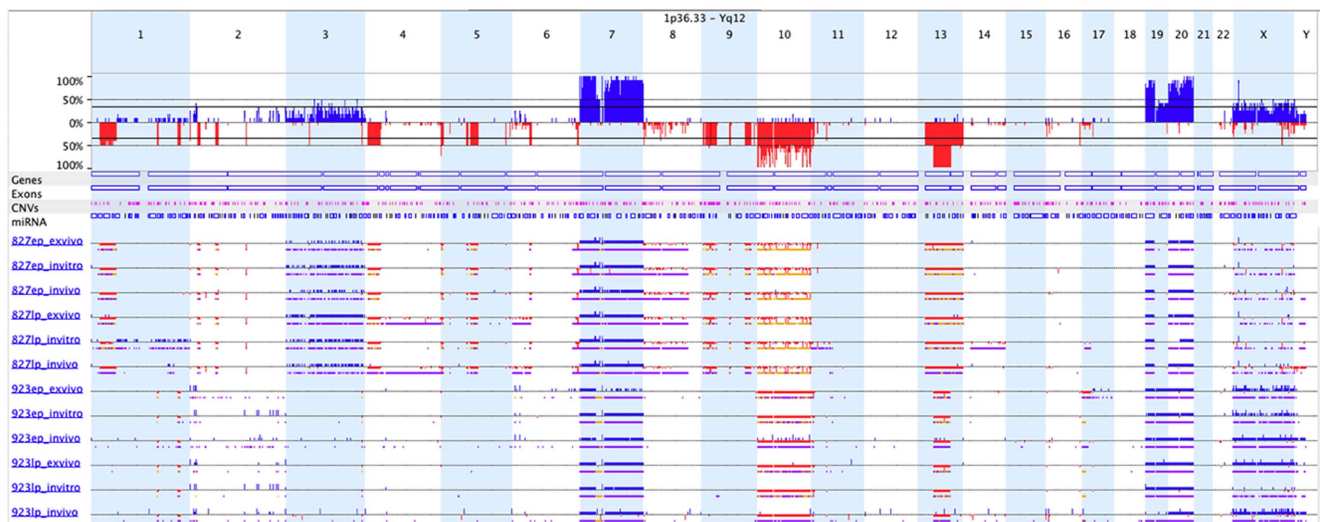 1p36.33 - Yq12
1 2 3 4 5 6 7 8 9 10 11 12 13 14 15 16 17 18 19 20 21 22 X Y
100%
50%
0%
50%
100%
Genes
Exons
CNVs
miRNA
827ep_exvivo
827ep_invitro
827ep_invivo
827lp_exvivo
827lp_invitro
827lp_invivo
923ep_exvivo
923ep_invitro
923ep_invivo
923lp_exvivo
923lp_invitro
923lp_invivo